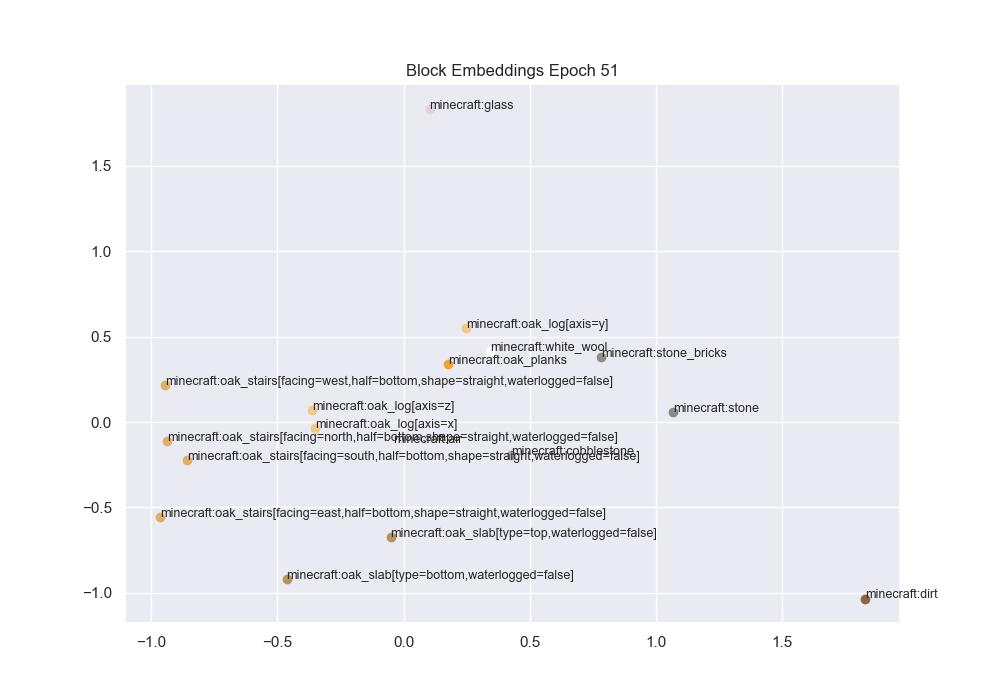 Block Embeddings Epoch 51
minecraft:glass
1.5
1.0
minecraft:oak_log[axis=y]
minecraft:white_wool
minecraft:stone_bricks
minecraft:oak_planks
0.5
minecraft:oak_stairs[facing=west,half=bottom,shape=straight,waterlogged=false]
minecraft:oak_log[axis=z]
minecraft:stone
minecraft:oak_log[axis=x]
0.0
minecraft:oak_stairs[facing=north,half=bottom,shape=straight,waterlogged=false]
minecraft:air
minecraft:cobblestone
minecraft:oak_stairs[facing=south,half=bottom,shape=straight,waterlogged=false]
minecraft:oak_stairs[facing=east,half=bottom,shape=straight,waterlogged=false]
−0.5
minecraft:oak_slab[type=top,waterlogged=false]
minecraft:oak_slab[type=bottom,waterlogged=false]
−1.0
minecraft:dirt
−1.0 −0.5 0.0 0.5 1.0 1.5